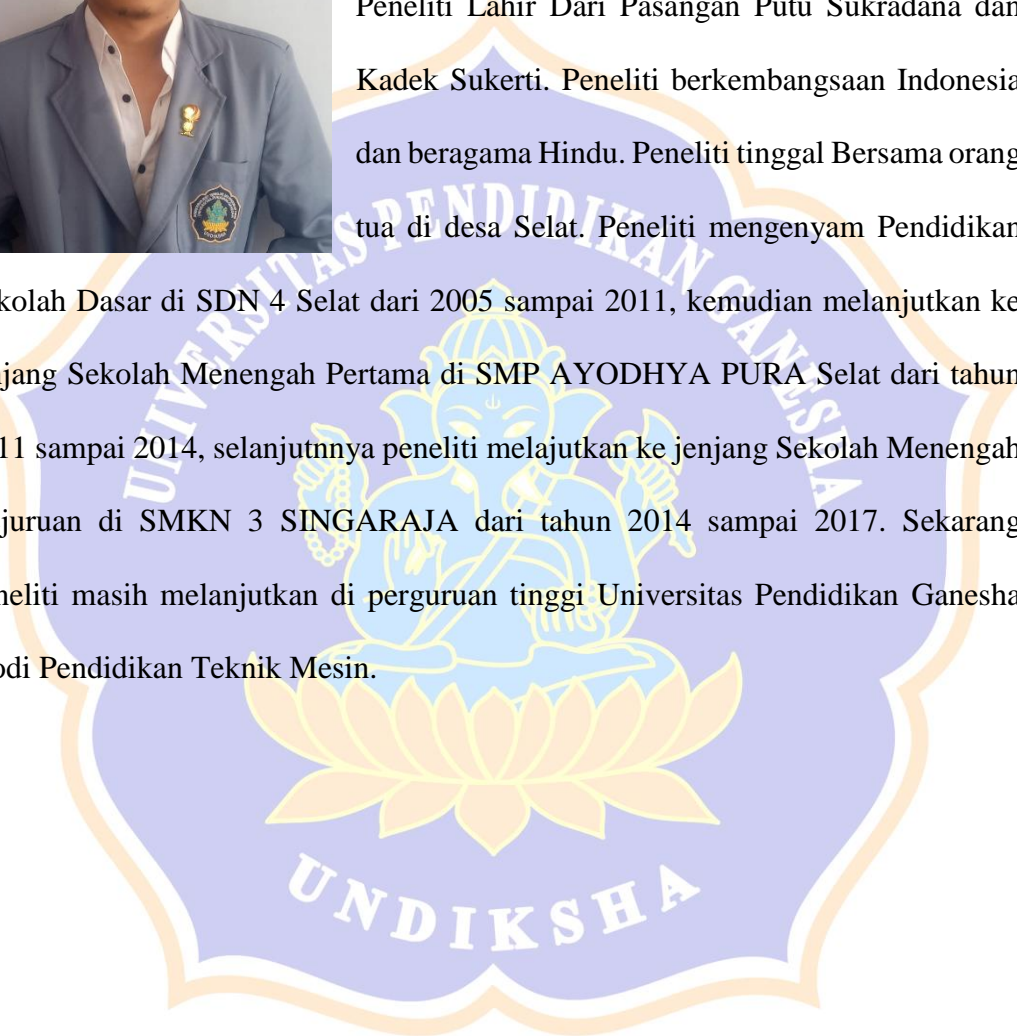 Peneliti Lahir Dari Pasangan Putu Sukradana dan
Kadek Sukerti. Peneliti berkembangsaan Indonesia
dan beragama Hindu. Peneliti tinggal Bersama orang
tua di desa Selat. Peneliti mengenyam Pendidikan
kolah Dasar di SDN 4 Selat dari 2005 sampai 2011, kemudian melanjutkan ke
njang Sekolah Menengah Pertama di SMP AYODHYA PURA Selat dari tahun
11 sampai 2014, selanjutnnya peneliti melajutkan ke jenjang Sekolah Menengah
juruan di SMKN 3 SINGARAJA dari tahun 2014 sampai 2017. Sekarang
neliti masih melanjutkan di perguruan tinggi Universitas Pendidikan Ganesha
odi Pendidikan Teknik Mesin.
UNIVERSITAS PENDIDIKAN GANESHA
UNDIKSHA